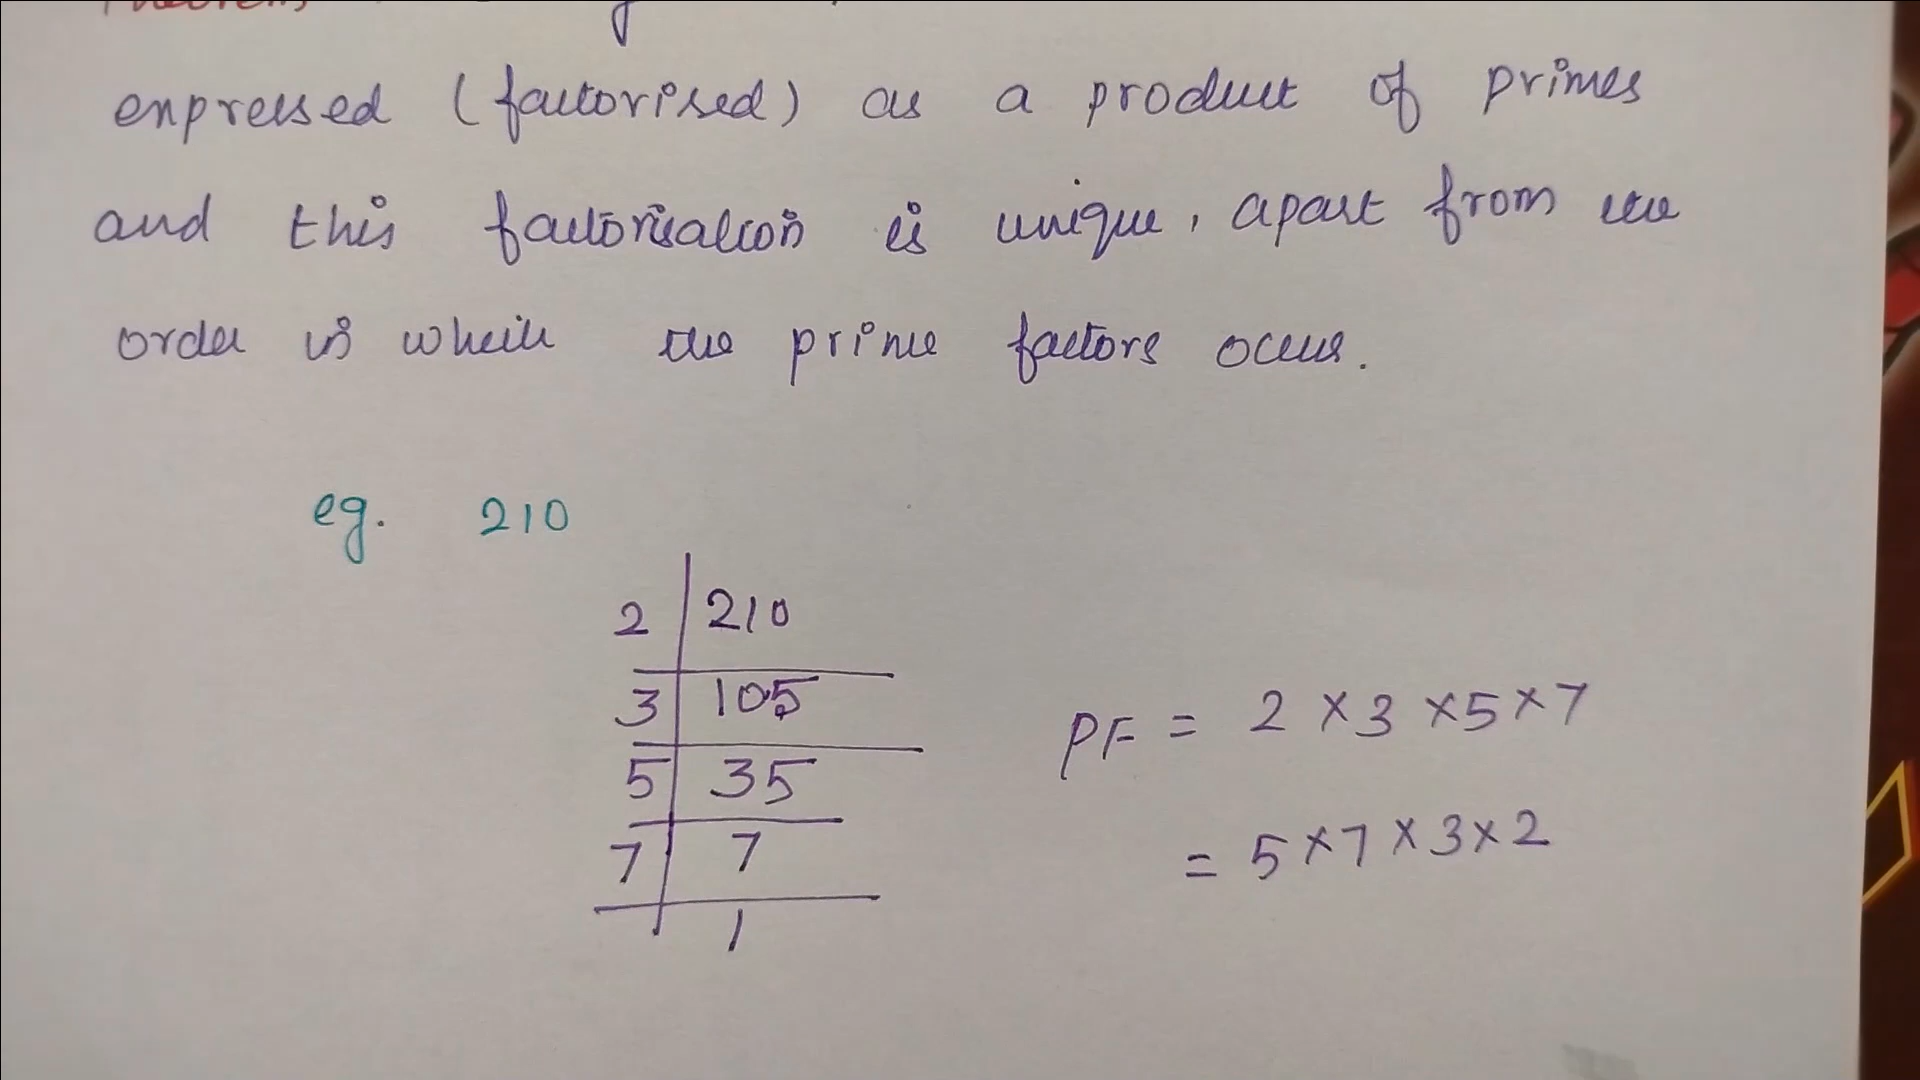 Theorem
expressed (factorised) as a product of primes
and this factorisation is unique, apart from the
order in which the prime factors occur.
eg. 210
2 | 210
3 | 105
5 | 35
7 | 7
1
PF = 2 × 3 × 5 × 7
= 5 × 7 × 3 × 2